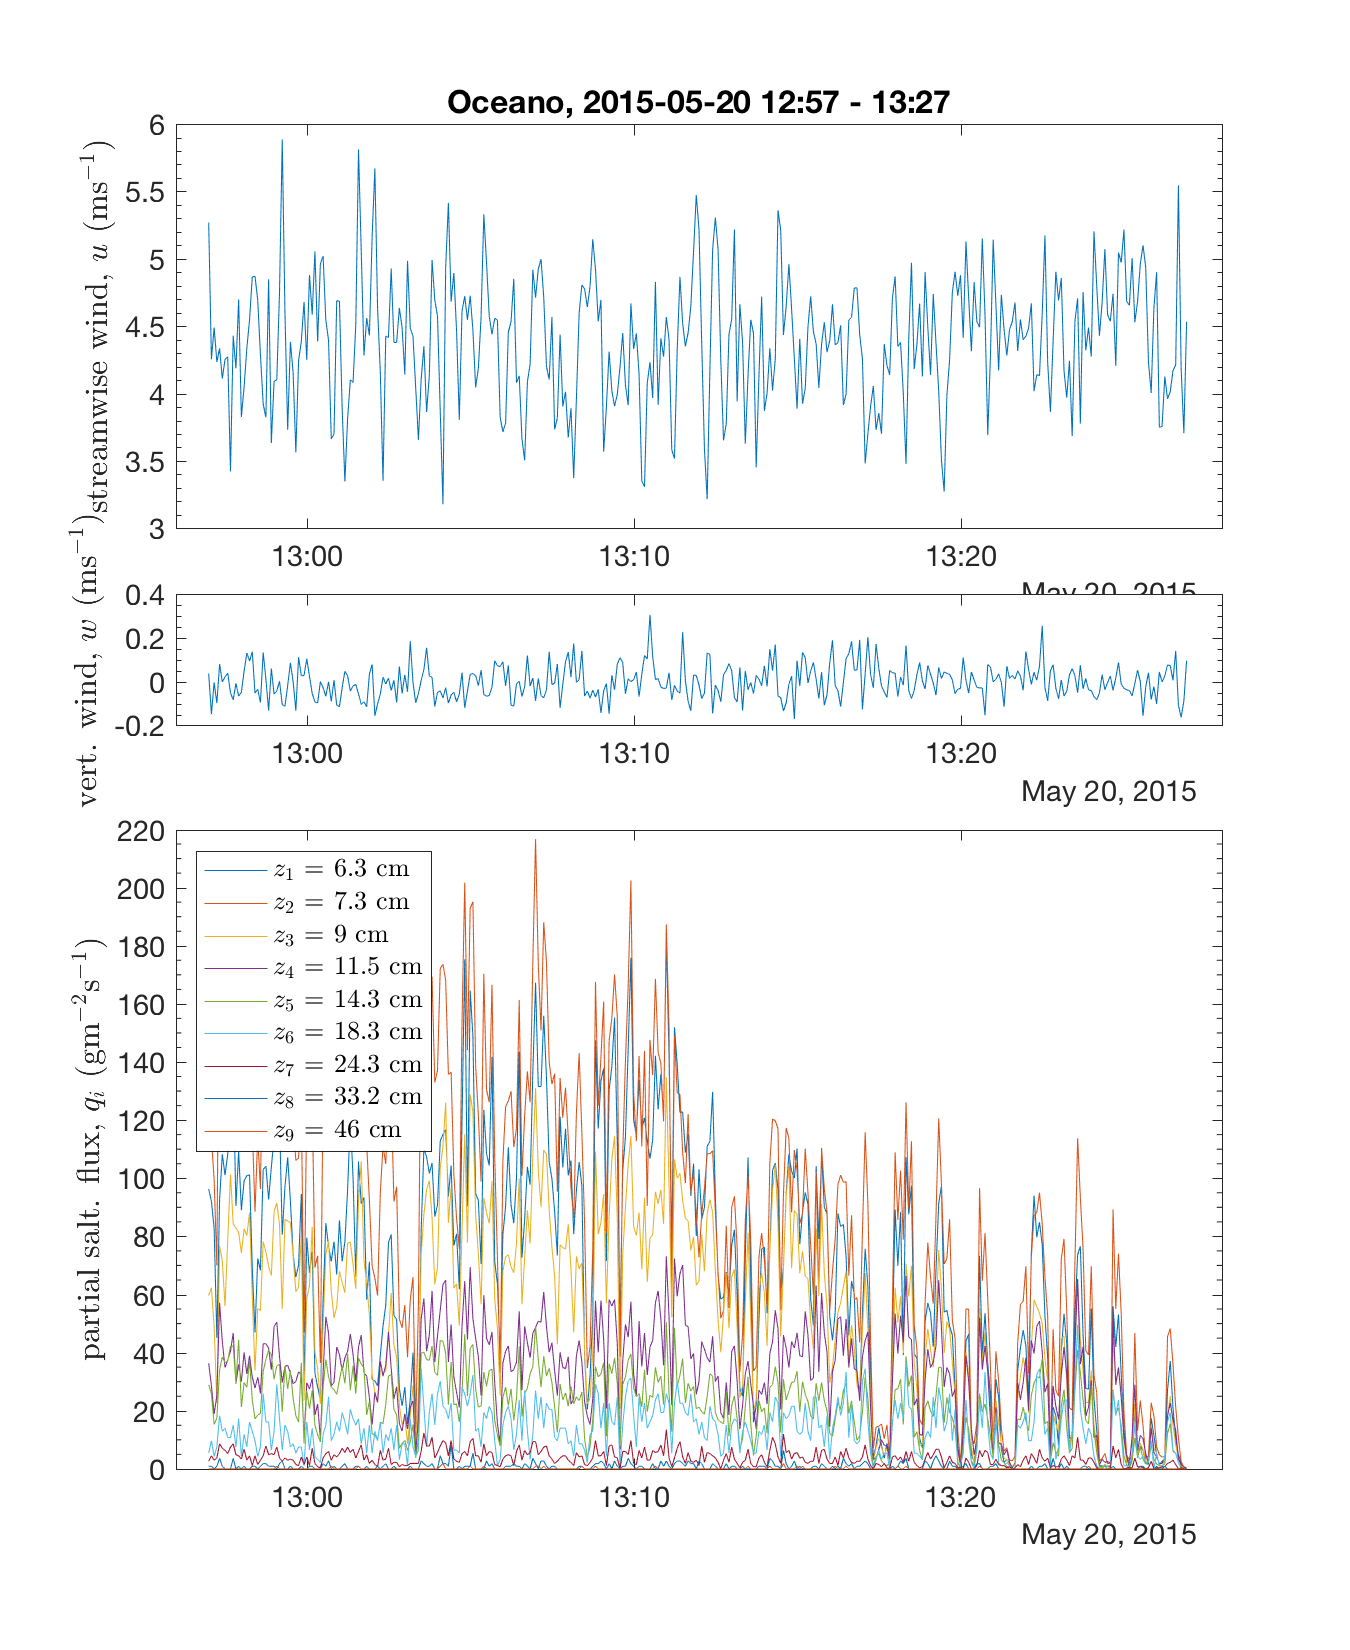 Oceano, 2015-05-20 12:57 - 13:27
streamwise wind, u (ms⁻¹)
6
5.5
5
4.5
4
3.5
3
13:00 13:10 13:20
May 20, 2015
vert. wind, w (ms⁻¹)
0.4
0.2
0
-0.2
13:00 13:10 13:20
May 20, 2015
partial salt. flux, qᵢ (gm⁻²s⁻¹)
220
200
180
160
140
120
100
80
60
40
20
0
z₁ = 6.3 cm
z₂ = 7.3 cm
z₃ = 9 cm
z₄ = 11.5 cm
z₅ = 14.3 cm
z₆ = 18.3 cm
z₇ = 24.3 cm
z₈ = 33.2 cm
z₉ = 46 cm
13:00 13:10 13:20
May 20, 2015